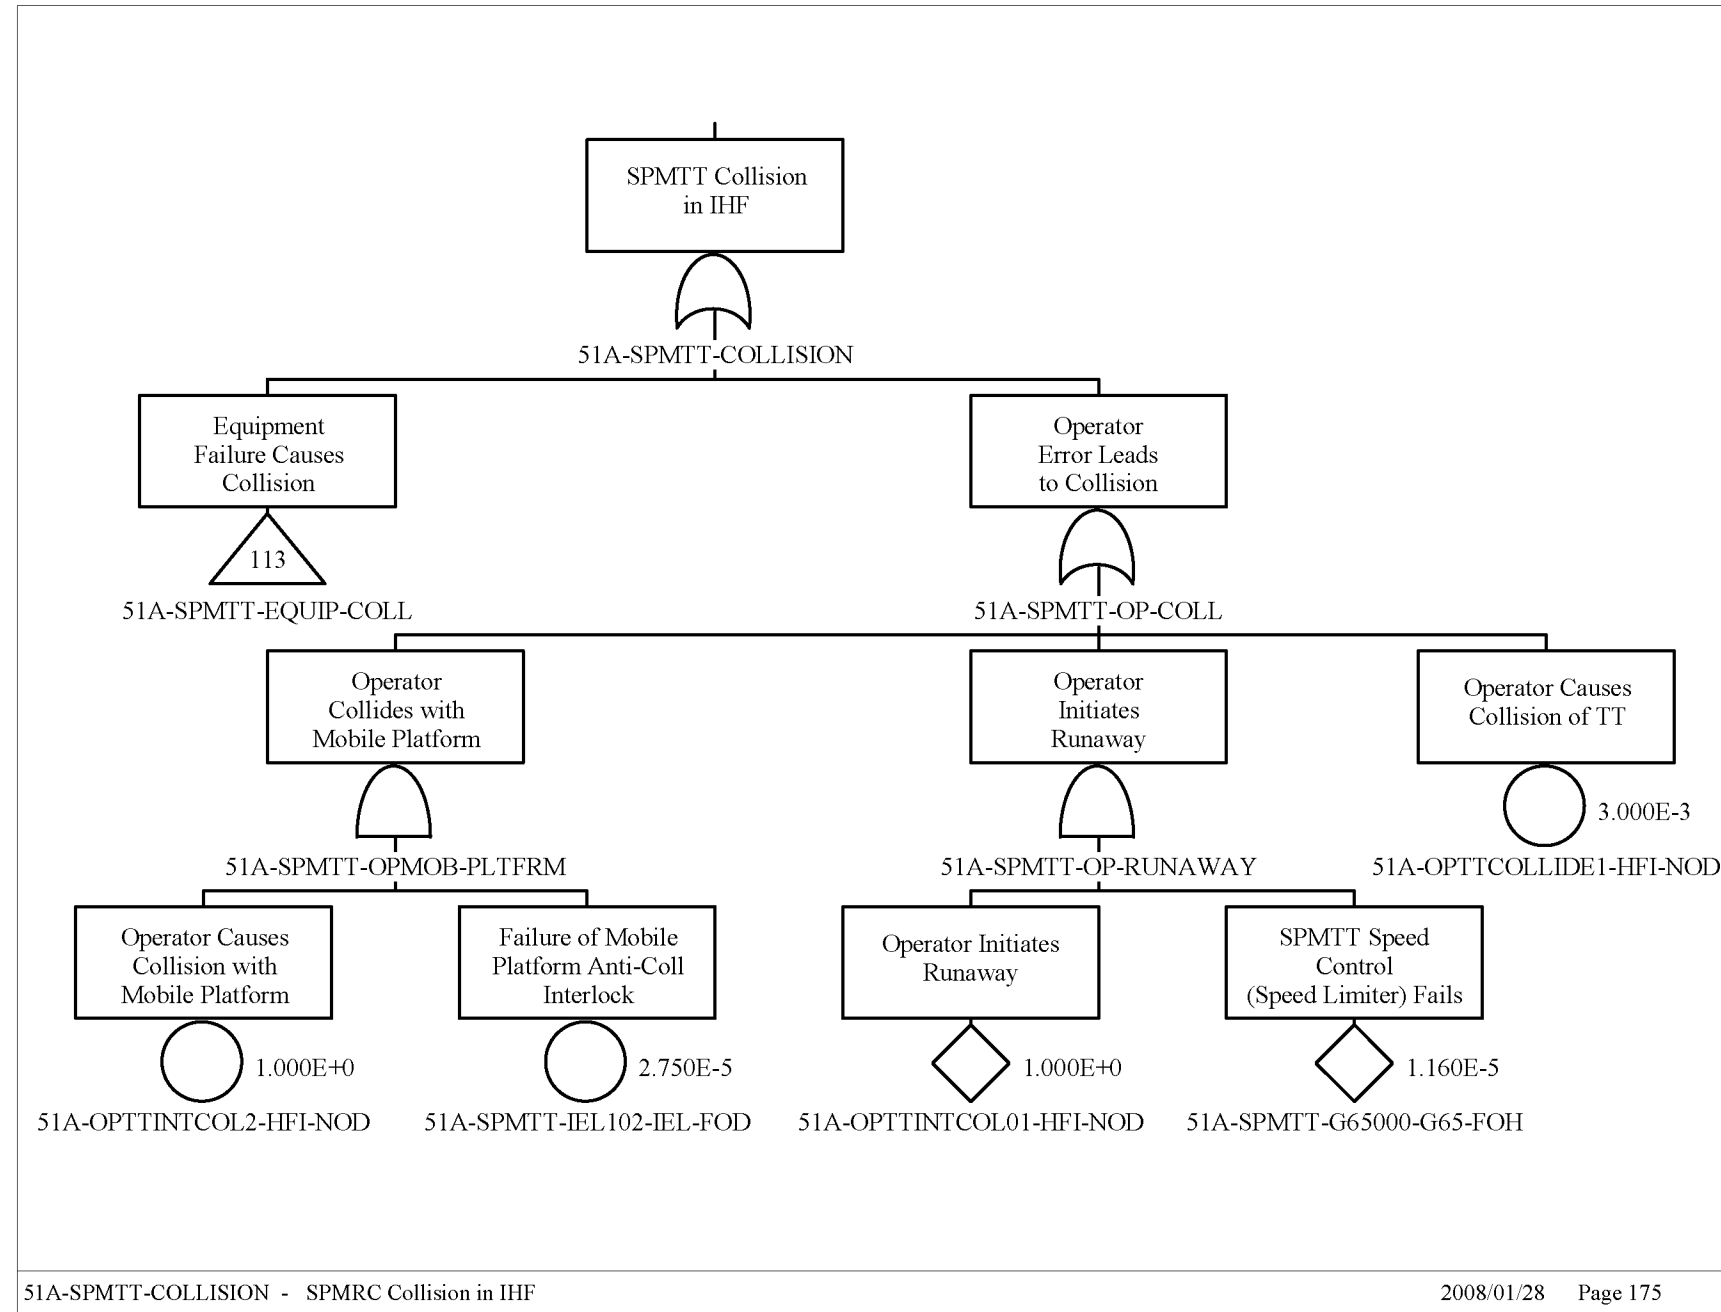 SPMTT Collision
in IHF
51A-SPMTT-COLLISION
Equipment
Failure Causes
Collision
113
51A-SPMTT-EQUIP-COLL
Operator
Error Leads
to Collision
51A-SPMTT-OP-COLL
Operator
Collides with
Mobile Platform
51A-SPMTT-OPMOB-PLTFRM
Operator
Initiates
Runaway
51A-SPMTT-OP-RUNAWAY
Operator Causes
Collision of TT
3.000E-3
51A-OPTTCOLLIDE1-HFI-NOD
Operator Causes
Collision with
Mobile Platform
1.000E+0
51A-OPTTINTCOL2-HFI-NOD
Failure of Mobile
Platform Anti-Coll
Interlock
2.750E-5
51A-SPMTT-IEL102-IEL-FOD
Operator Initiates
Runaway
1.000E+0
51A-OPTTINTCOL01-HFI-NOD
SPMTT Speed
Control
(Speed Limiter) Fails
1.160E-5
51A-SPMTT-G65000-G65-FOH
51A-SPMTT-COLLISION - SPMRC Collision in IHF
2008/01/28 Page 175